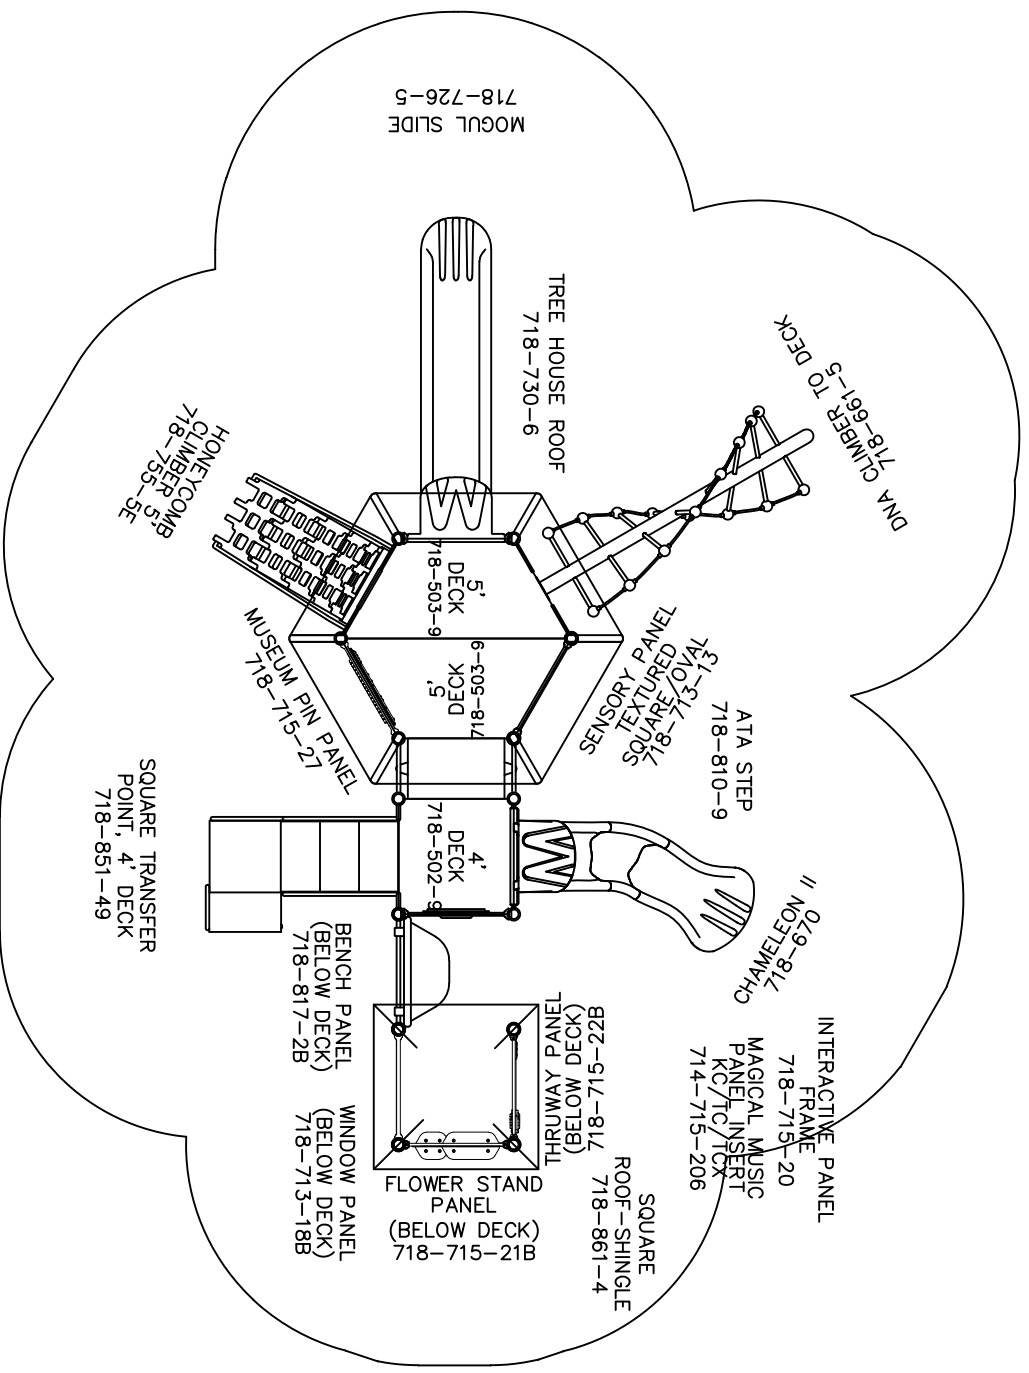 MOGUL SLIDE
718-726-5
TREE HOUSE ROOF
718-730-6
DNA CLIMBER TO DECK
718-661-5
HONEYCOMB
CLIMBER 5'
718-755-5E
5'
DECK
718-503-9
5'
DECK
718-503-9
MUSEUM PIN PANEL
718-715-27
SENSORY PANEL
TEXTURED
SQUARE/OVAL
718-713-13
ATA STEP
718-810-9
SQUARE TRANSFER
POINT, 4' DECK
718-851-49
4'
DECK
718-502-9
CHAMELEON II
718-670
BENCH PANEL
(BELOW DECK)
718-817-2B
718-715-22B
(BELOW DECK)
THRUWAY PANEL
INTERACTIVE PANEL
FRAME
718-715-20
MAGICAL MUSIC
PANEL INSERT
KC/TC/TCX
714-715-206
WINDOW PANEL
(BELOW DECK)
718-713-18B
FLOWER STAND
PANEL
(BELOW DECK)
718-715-21B
SQUARE
ROOF-SHINGLE
718-861-4